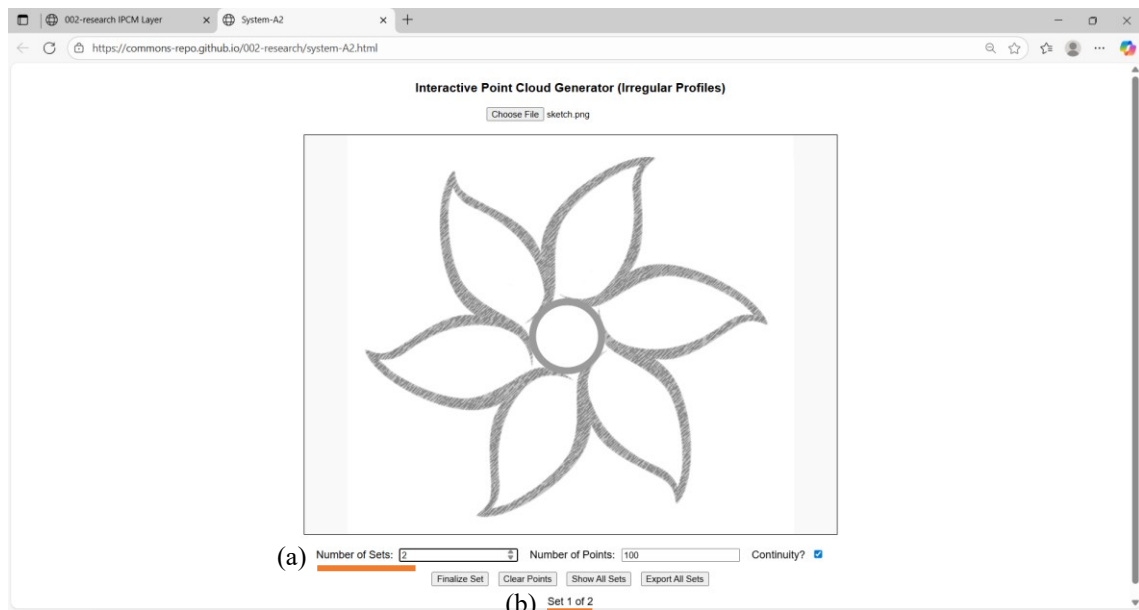 002-research IPCM Layer System-A2
https://commons-repo.github.io/002-research/system-A2.html
Interactive Point Cloud Generator (Irregular Profiles)
Choose File sketch.png
(a) Number of Sets: 2 Number of Points: 100 Continuity?
Finalize Set Clear Points Show All Sets Export All Sets
(b) Set 1 of 2